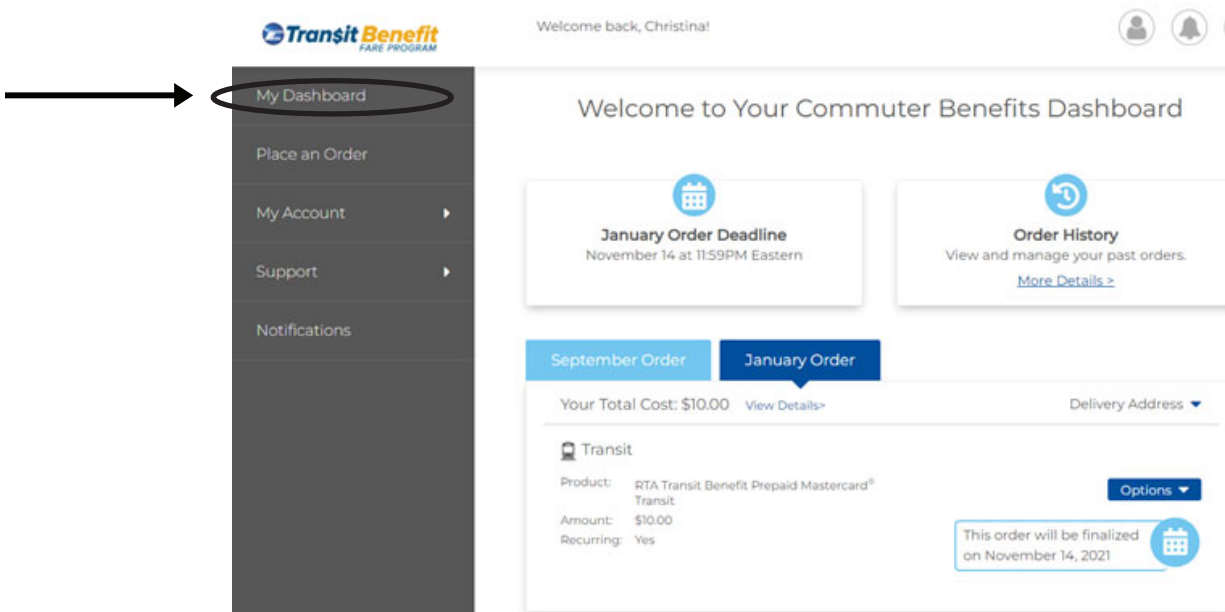 Tran$it Benefit
FARE PROGRAM
Welcome back, Christina!
My Dashboard
Place an Order
My Account
Support
Notifications
Welcome to Your Commuter Benefits Dashboard
January Order Deadline
November 14 at 11:59PM Eastern
Order History
View and manage your past orders.
More Details >
September Order
January Order
Your Total Cost: $10.00 View Details>
Delivery Address
Transit
Product: RTA Transit Benefit Prepaid Mastercard®
Transit
Amount: $10.00
Recurring: Yes
Options
This order will be finalized
on November 14, 2021